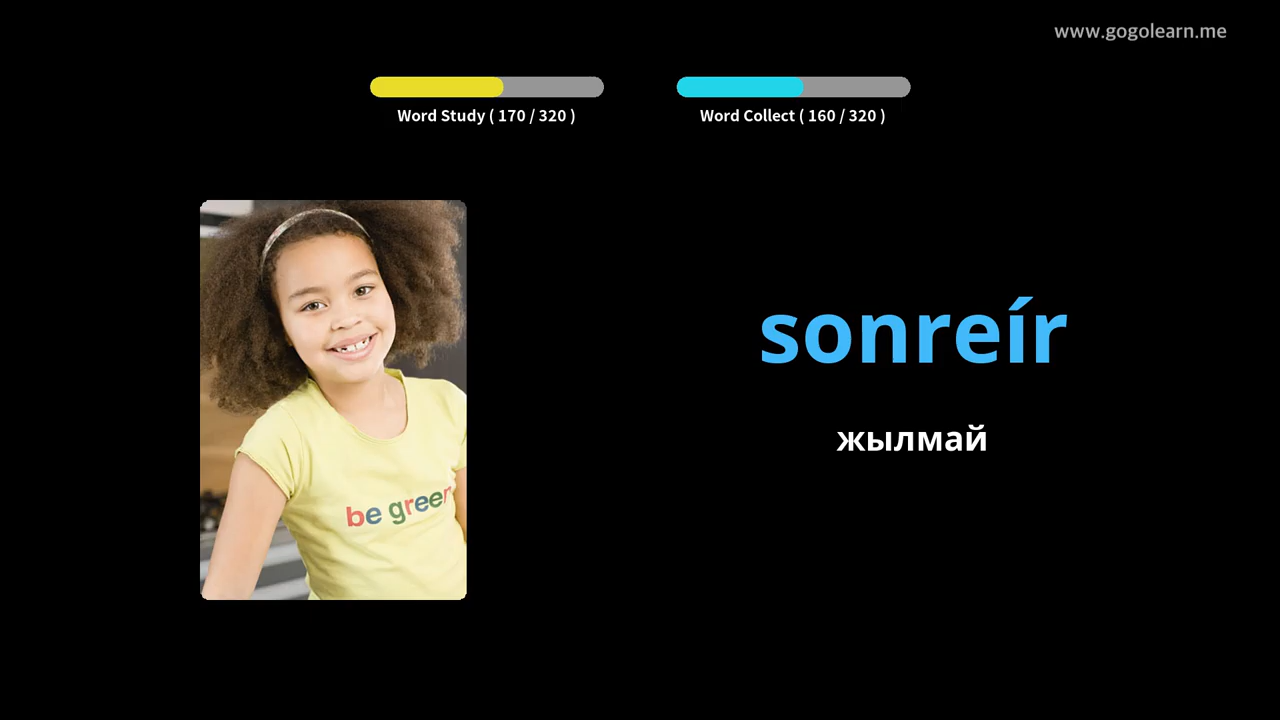 www.gogolearn.me
Word Study ( 170 / 320 )
Word Collect ( 160 / 320 )
sonreír
жылмай
be green